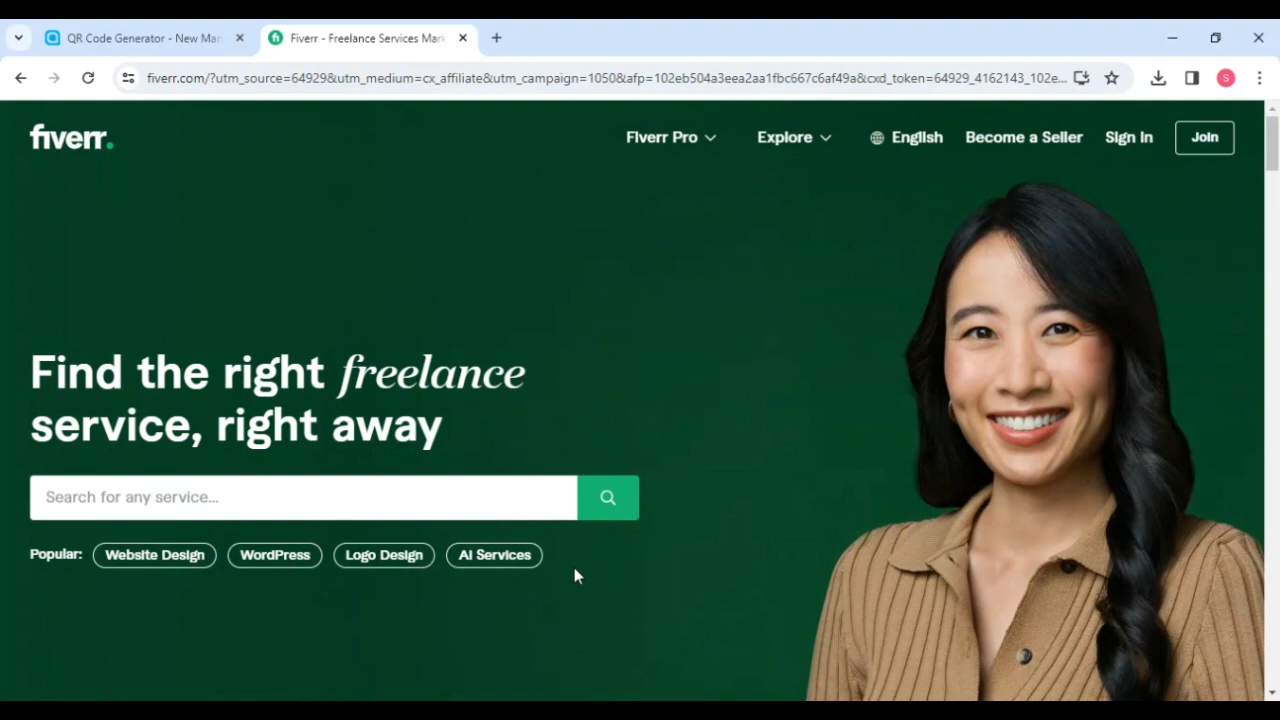 QR Code Generator - New Man
Fiverr - Freelance Services Mark
fiverr.com/?utm_source=64929&utm_medium=cx_affiliate&utm_campaign=1050&afp=102eb504a3eea2aa1fbc667c6af49a&cxd_token=64929_4162143_102e...
S
fiverr.
Fiverr Pro
Explore
English
Become a Seller
Sign in
Join
Find the right freelance
service, right away
Search for any service...
Popular: Website Design WordPress Logo Design AI Services